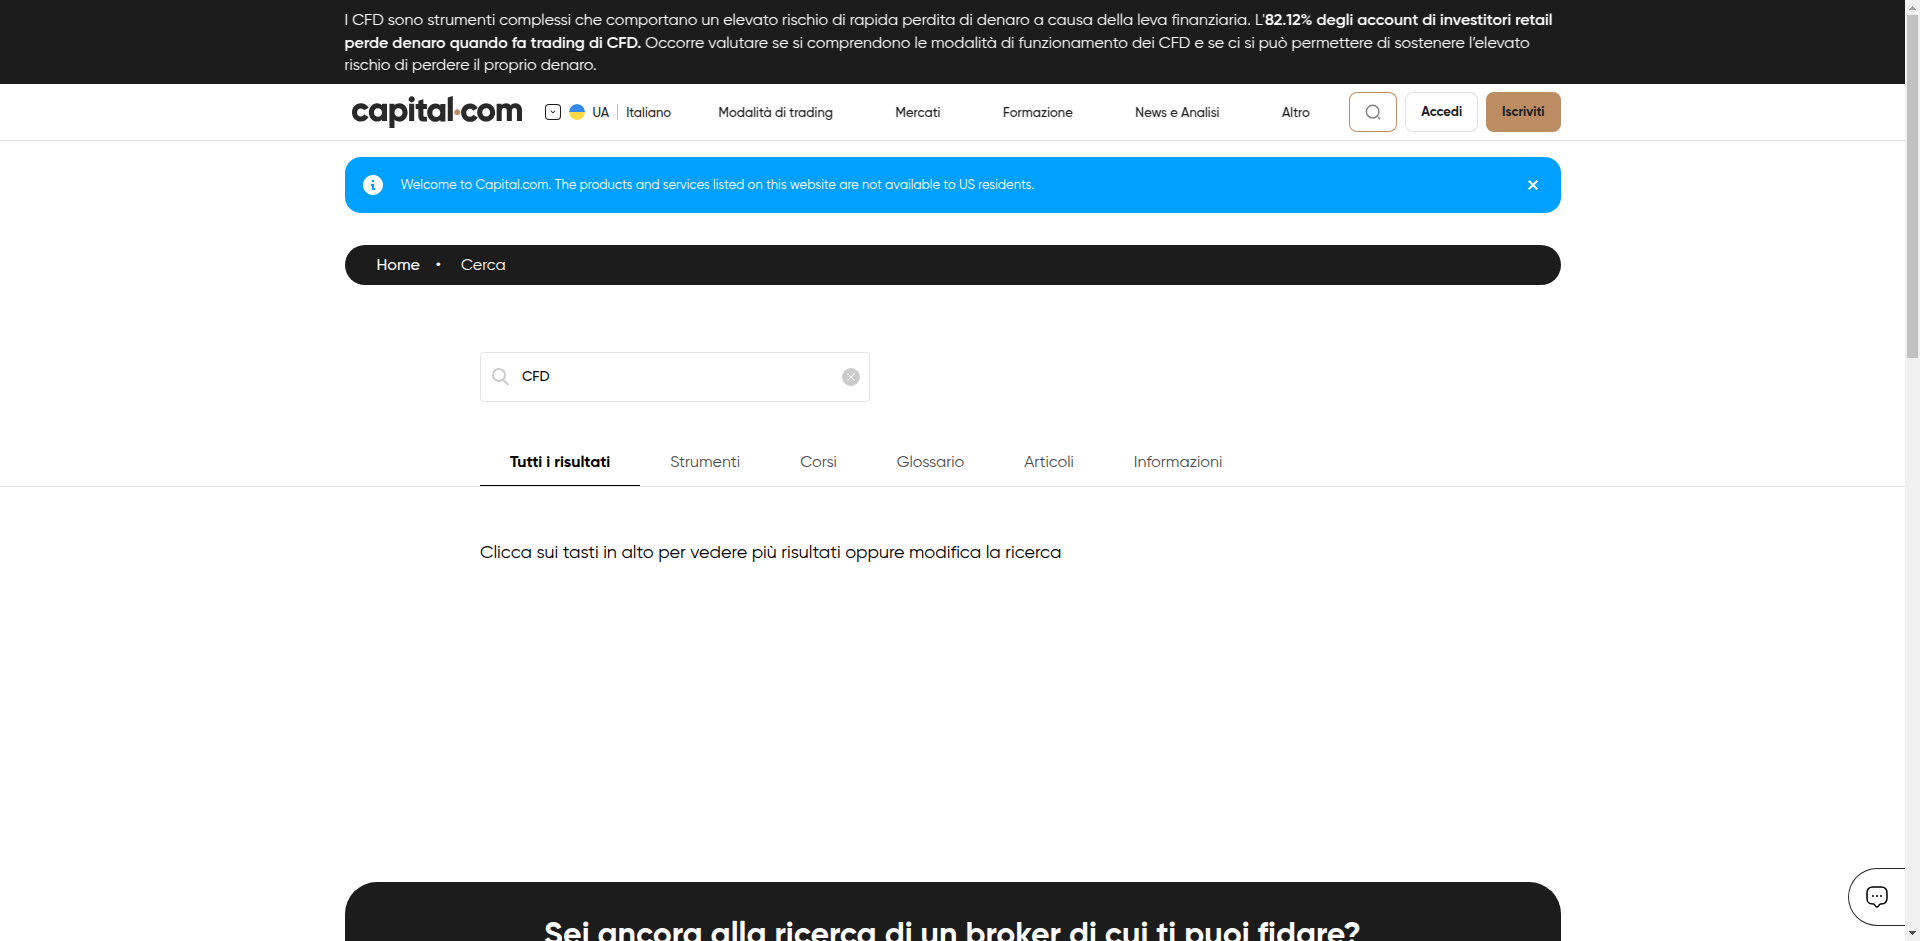 I CFD sono strumenti complessi che comportano un elevato rischio di rapida perdita di denaro a causa della leva finanziaria. L'82.12% degli account di investitori retail
perde denaro quando fa trading di CFD. Occorre valutare se si comprendono le modalità di funzionamento dei CFD e se ci si può permettere di sostenere l’elevato
rischio di perdere il proprio denaro.
capital.com UA Italiano Modalità di trading Mercati Formazione News e Analisi Altro Accedi Iscriviti
Welcome to Capital.com. The products and services listed on this website are not available to US residents.
Home • Cerca
CFD
Tutti i risultati Strumenti Corsi Glossario Articoli Informazioni
Clicca sui tasti in alto per vedere più risultati oppure modifica la ricerca
Sei ancora alla ricerca di un broker di cui ti puoi fidare?